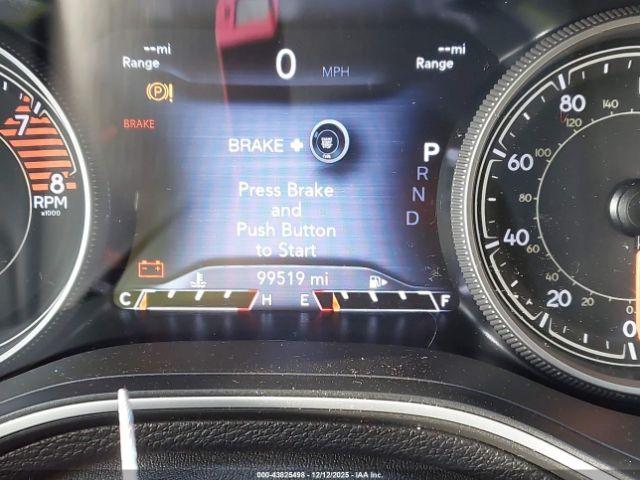 --mi
Range
0 MPH
--mi
Range
BRAKE
BRAKE +
P
R
N
D
Press Brake
and
Push Button
to Start
99519 mi
C H E F
7
8
RPM
x1000
80
60
40
20
0
140
120
100
80
60
40
20
000-43825498 - 12/12/2025 - IAA Inc.